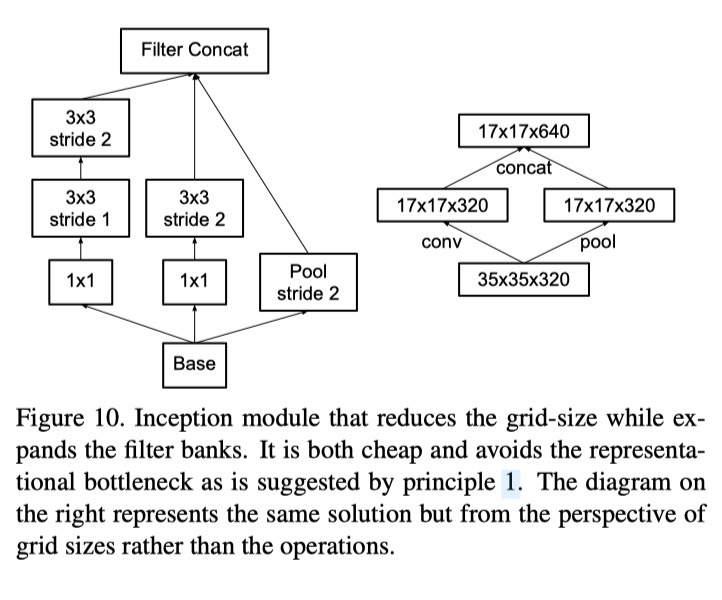 Filter Concat
3x3
stride 2
3x3
stride 1
3x3
stride 2
1x1
1x1
Pool
stride 2
Base
17x17x640
concat
17x17x320
17x17x320
conv
pool
35x35x320
Figure 10. Inception module that reduces the grid-size while ex-
pands the filter banks. It is both cheap and avoids the representa-
tional bottleneck as is suggested by principle 1. The diagram on
the right represents the same solution but from the perspective of
grid sizes rather than the operations.